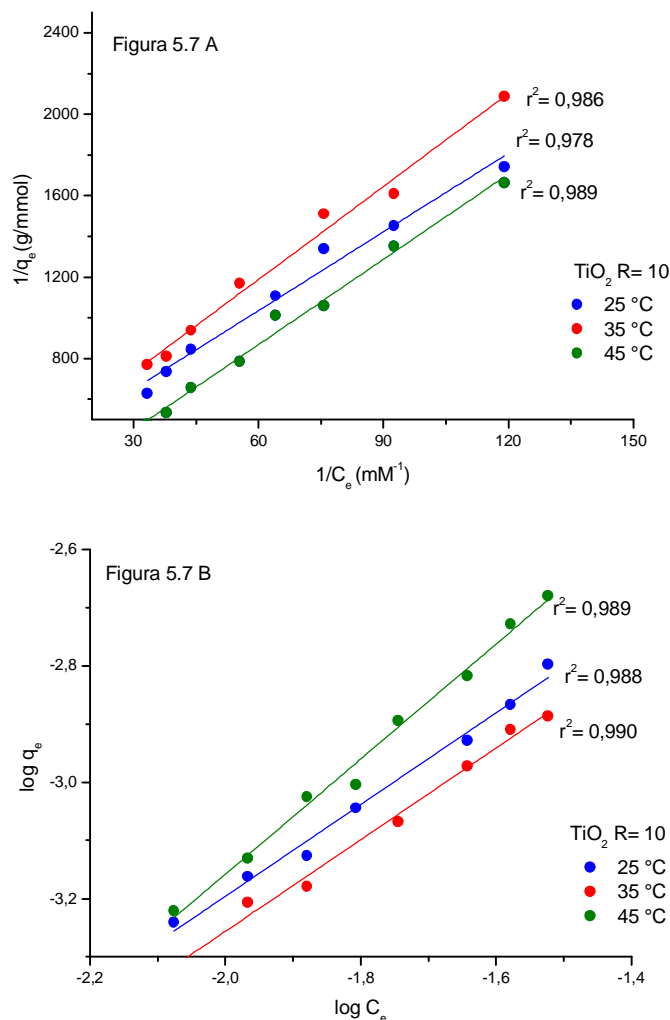 Figura 5.7 A
2400
2000
1600
1200
800
1/qₑ(g/mmol)
r²= 0,986
r²= 0,978
r²= 0,989
TiO₂ R= 10
25 °C
35 °C
45 °C
30
60
90
120
150
1/Cₑ (mM⁻¹)
Figura 5.7 B
-2,6
-2,8
-3,0
-3,2
log qₑ
r²= 0,989
r²= 0,988
r²= 0,990
TiO₂ R= 10
25 °C
35 °C
45 °C
-2,2
-2,0
-1,8
-1,6
-1,4
log Cₑ